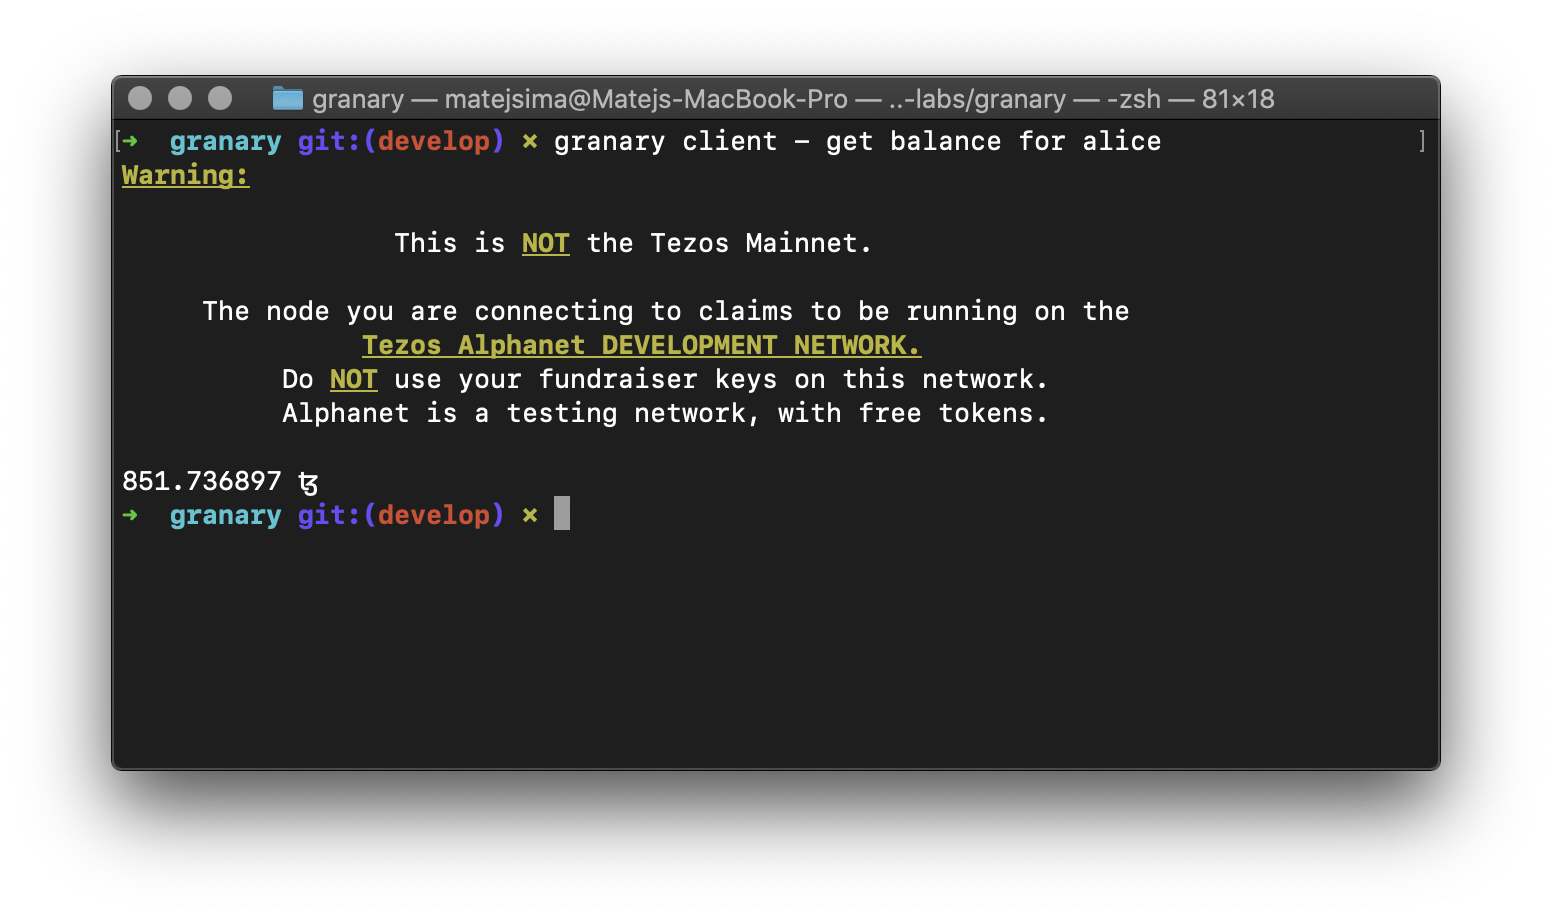 granary — matejsima@Matejs-MacBook-Pro — ..-labs/granary — -zsh — 81×18
[➜  granary git:(develop) ✗ granary client – get balance for alice ]
Warning:
This is NOT the Tezos Mainnet.
The node you are connecting to claims to be running on the
Tezos Alphanet DEVELOPMENT NETWORK.
Do NOT use your fundraiser keys on this network.
Alphanet is a testing network, with free tokens.
851.736897 ꜩ
➜  granary git:(develop) ✗